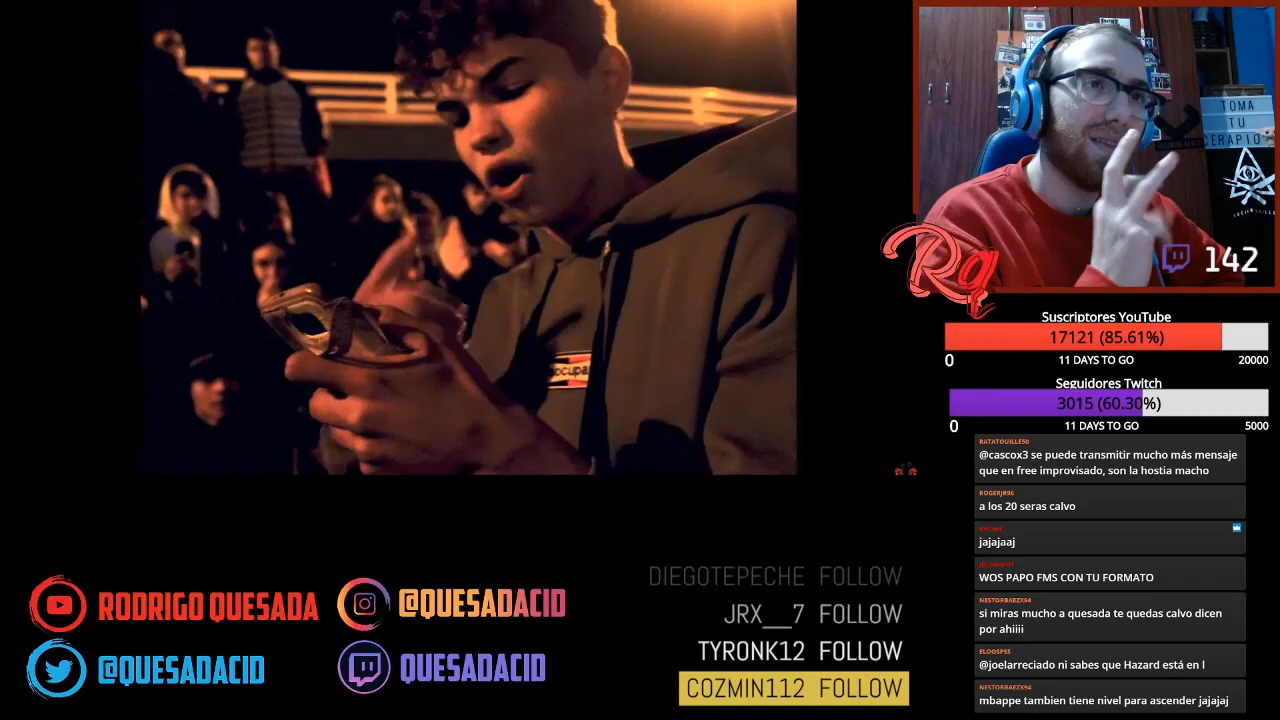 TOMA
TU
CERAPIO
Rq
142
ocupa
Suscriptores YouTube
17121 (85.61%)
0
11 DAYS TO GO
20000
Seguidores Twitch
3015 (60.30%)
0
11 DAYS TO GO
5000
RATATOUILLE50
@cascox3 se puede transmitir mucho más mensaje
que en free improvisado, son la hostia macho
ROGERJR96
a los 20 seras calvo
jajajaaj
WOS PAPO FMS CON TU FORMATO
NESTORBAEZX94
si miras mucho a quesada te quedas calvo dicen
por ahiiii
ELOOSPSS
@joelarreciado ni sabes que Hazard está en l
NESTORBAEZX94
mbappe tambien tiene nivel para ascender jajajaj
RODRIGO QUESADA
@QUESADACID
@QUESADACID
QUESADACID
DIEGOTEPECHE FOLLOW
JRX__7 FOLLOW
TYRONK12 FOLLOW
COZMIN112 FOLLOW